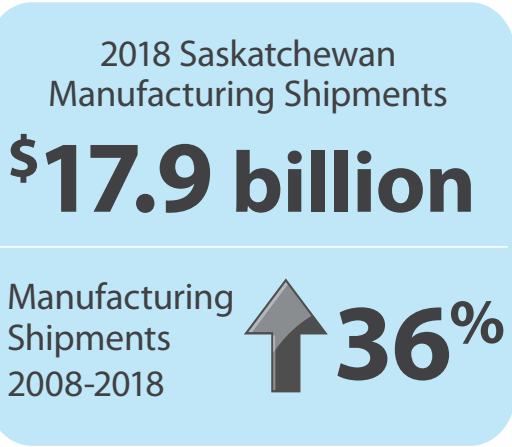 2018 Saskatchewan
Manufacturing Shipments
$17.9 billion
Manufacturing
Shipments
2008-2018
36%